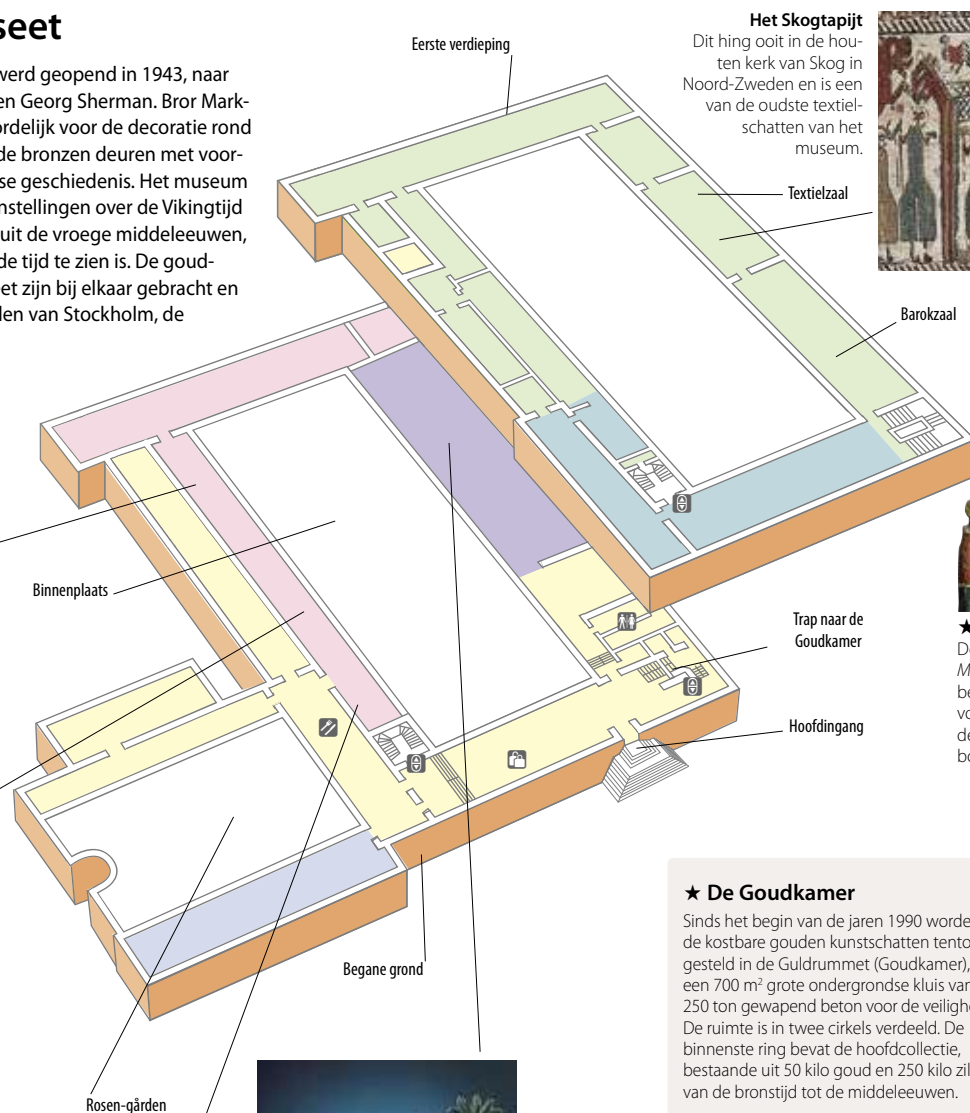 seet
werd geopend in 1943, naar
en Georg Sherman. Bror Mark-
ordelijk voor de decoratie rond
de bronzen deuren met voor-
se geschiedenis. Het museum
nstellingen over de Vikingtijd
uit de vroege middeleeuwen,
de tijd te zien is. De goud-
et zijn bij elkaar gebracht en
len van Stockholm, de
Eerste verdieping
Het Skogtapijt
Dit hing ooit in de hou-
ten kerk van Skog in
Noord-Zweden en is een
van de oudste textiel-
schatten van het
museum.
Textielzaal
Barokzaal
Binnenplaats
Trap naar de
Goudkamer
Hoofdingang
★
De
M
be
vo
de
bo
Begane grond
Rosen-gården
★ De Goudkamer
Sinds het begin van de jaren 1990 worde
de kostbare gouden kunstschatten tento
gesteld in de Guldrummet (Goudkamer),
een 700 m² grote ondergrondse kluis van
250 ton gewapend beton voor de veilighe
De ruimte is in twee cirkels verdeeld. De
binnenste ring bevat de hoofdcollectie,
bestaande uit 50 kilo goud en 250 kilo zil
van de bronstijd tot de middeleeuwen.